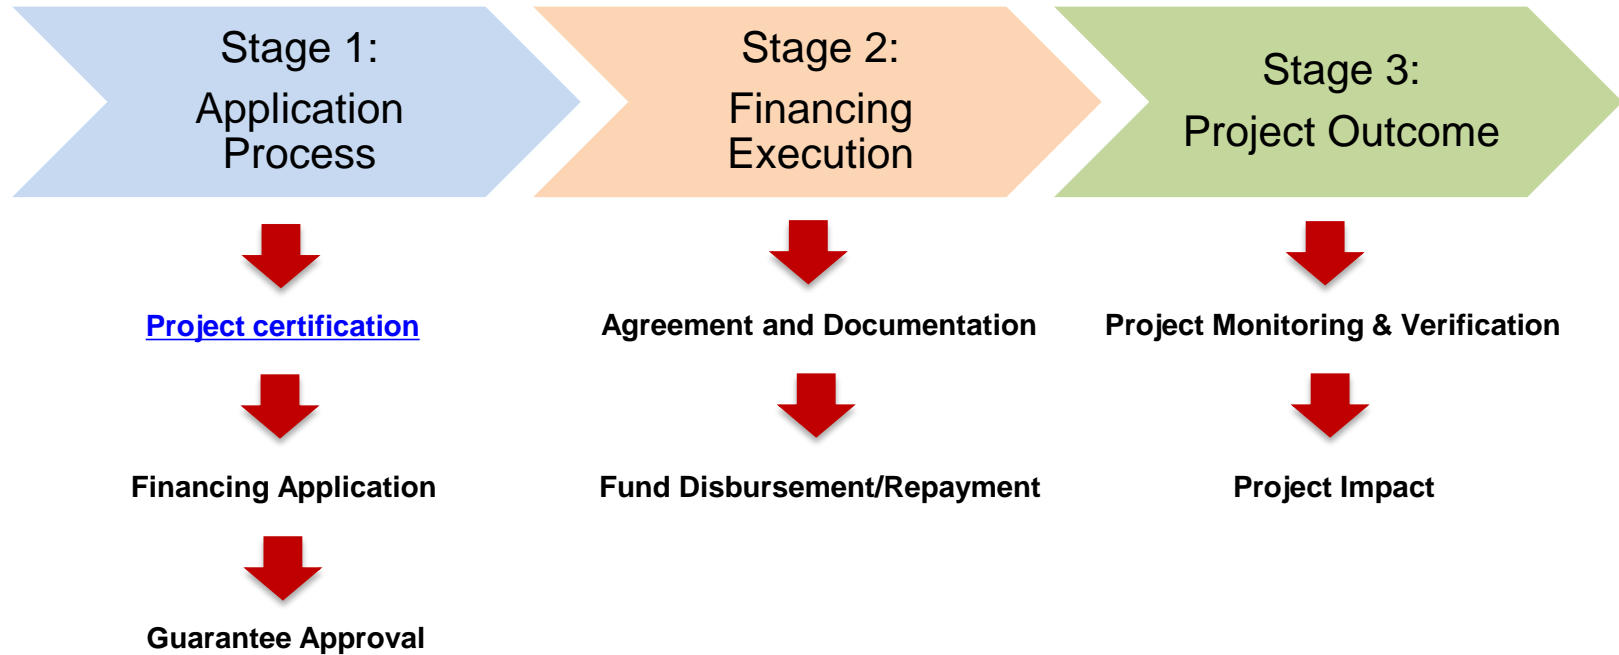 Stage 1:
Application
Process
Stage 2:
Financing
Execution
Stage 3:
Project Outcome
Project certification
Financing Application
Guarantee Approval
Agreement and Documentation
Fund Disbursement/Repayment
Project Monitoring & Verification
Project Impact